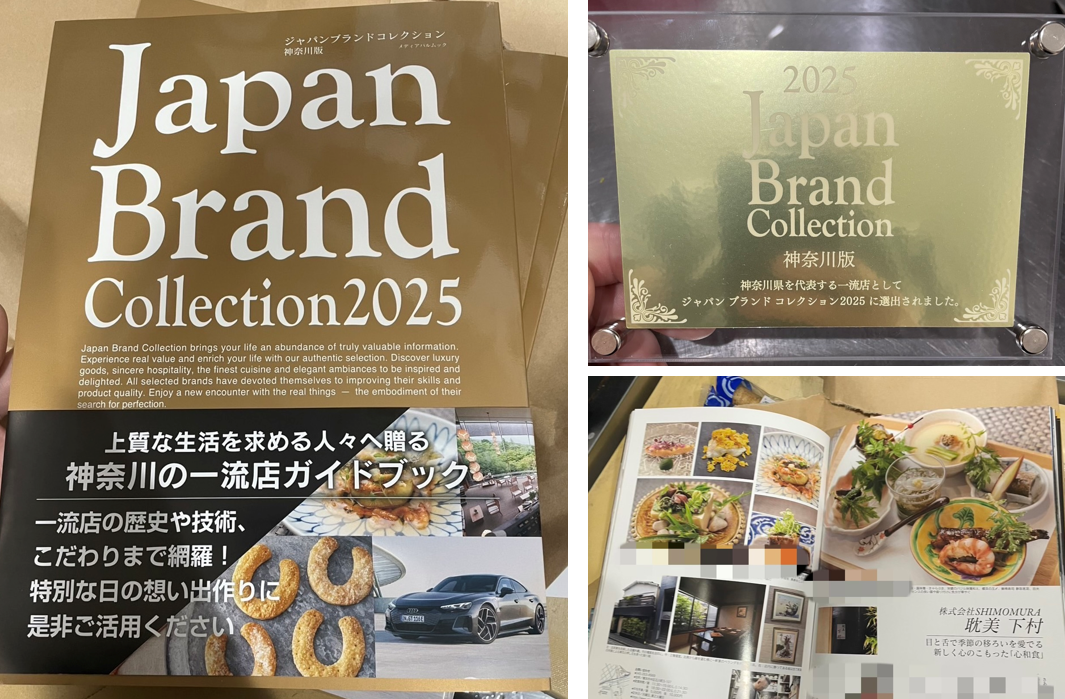 ジャパンブランドコレクション
神奈川版
メディアパルムック
Japan
Brand
Collection2025
Japan Brand Collection brings your life an abundance of truly valuable information.
Experience real value and enrich your life with our authentic selection. Discover luxury
goods, sincere hospitality, the finest cuisine and elegant ambiances to be inspired and
delighted. All selected brands have devoted themselves to improving their skills and
product quality. Enjoy a new encounter with the real things — the embodiment of their
search for perfection.
上質な生活を求める人々へ贈る
神奈川の一流店ガイドブック
一流店の歴史や技術、
こだわりまで網羅！
特別な日の想い出作りに
是非ご活用ください
2025
Japan
Brand
Collection
神奈川版
神奈川県を代表する一流店として
ジャパン ブランド コレクション2025 に選出されました。
株式会社SHIMOMURA
耽美 下村
目と舌で季節の移ろいを愛でる
新しく心のこもった『心和食』